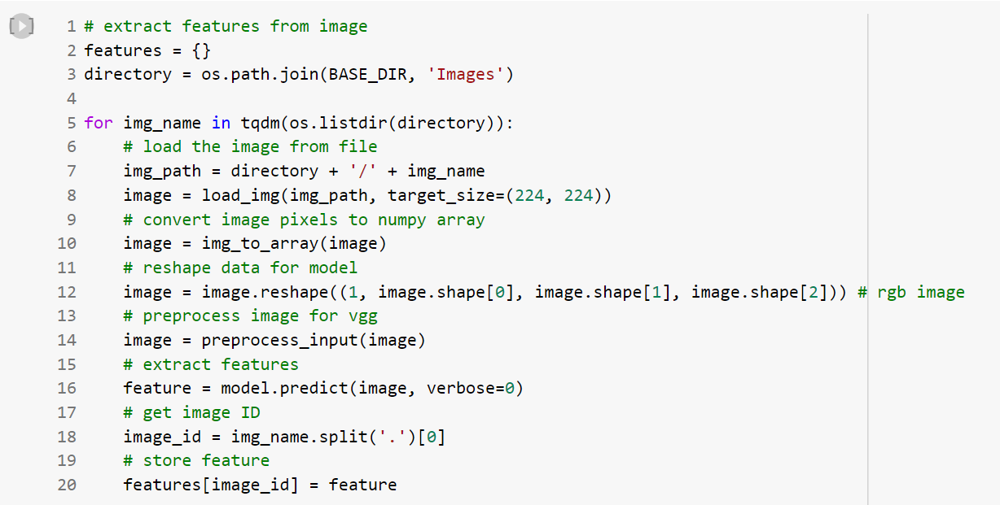 1 # extract features from image
2 features = {}
3 directory = os.path.join(BASE_DIR, 'Images')
4
5 for img_name in tqdm(os.listdir(directory)):
6     # load the image from file
7     img_path = directory + '/' + img_name
8     image = load_img(img_path, target_size=(224, 224))
9     # convert image pixels to numpy array
10     image = img_to_array(image)
11     # reshape data for model
12     image = image.reshape((1, image.shape[0], image.shape[1], image.shape[2])) # rgb image
13     # preprocess image for vgg
14     image = preprocess_input(image)
15     # extract features
16     feature = model.predict(image, verbose=0)
17     # get image ID
18     image_id = img_name.split('.')[0]
19     # store feature
20     features[image_id] = feature